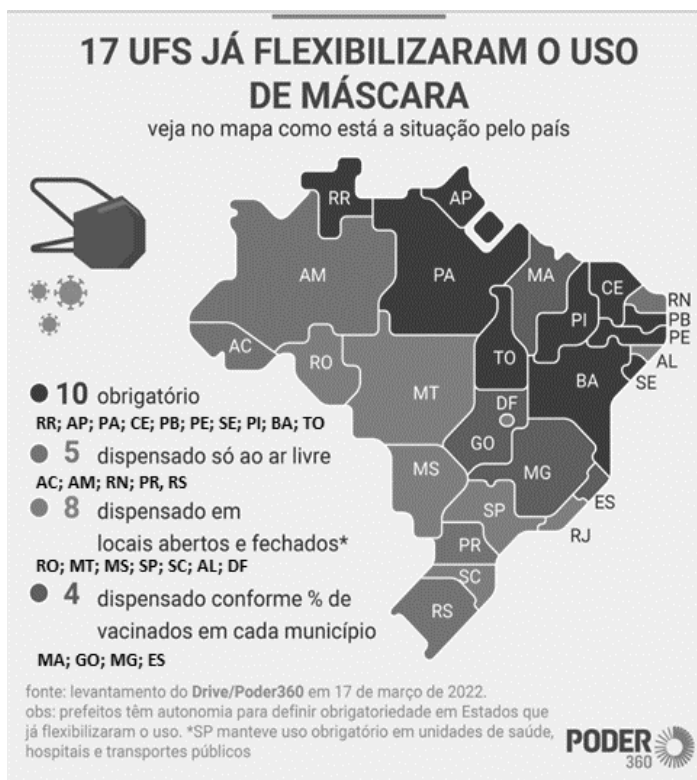 17 UFS JÁ FLEXIBILIZARAM O USO
DE MÁSCARA
veja no mapa como está a situação pelo país
RR
AP
AM
PA
MA
CE
RN
PB
PE
PI
AC
RO
TO
AL
SE
BA
MT
DF
GO
MS
MG
ES
SP
RJ
PR
SC
RS
10 obrigatório
RR; AP; PA; CE; PB; PE; SE; PI; BA; TO
5 dispensado só ao ar livre
AC; AM; RN; PR, RS
8 dispensado em
locais abertos e fechados*
RO; MT; MS; SP; SC; AL; DF
4 dispensado conforme % de
vacinados em cada município
MA; GO; MG; ES
fonte: levantamento do Drive/Poder360 em 17 de março de 2022.
obs: prefeitos têm autonomia para definir obrigatoriedade em Estados que
já flexibilizaram o uso. *SP manteve uso obrigatório em unidades de saúde,
hospitais e transportes públicos
PODER
360